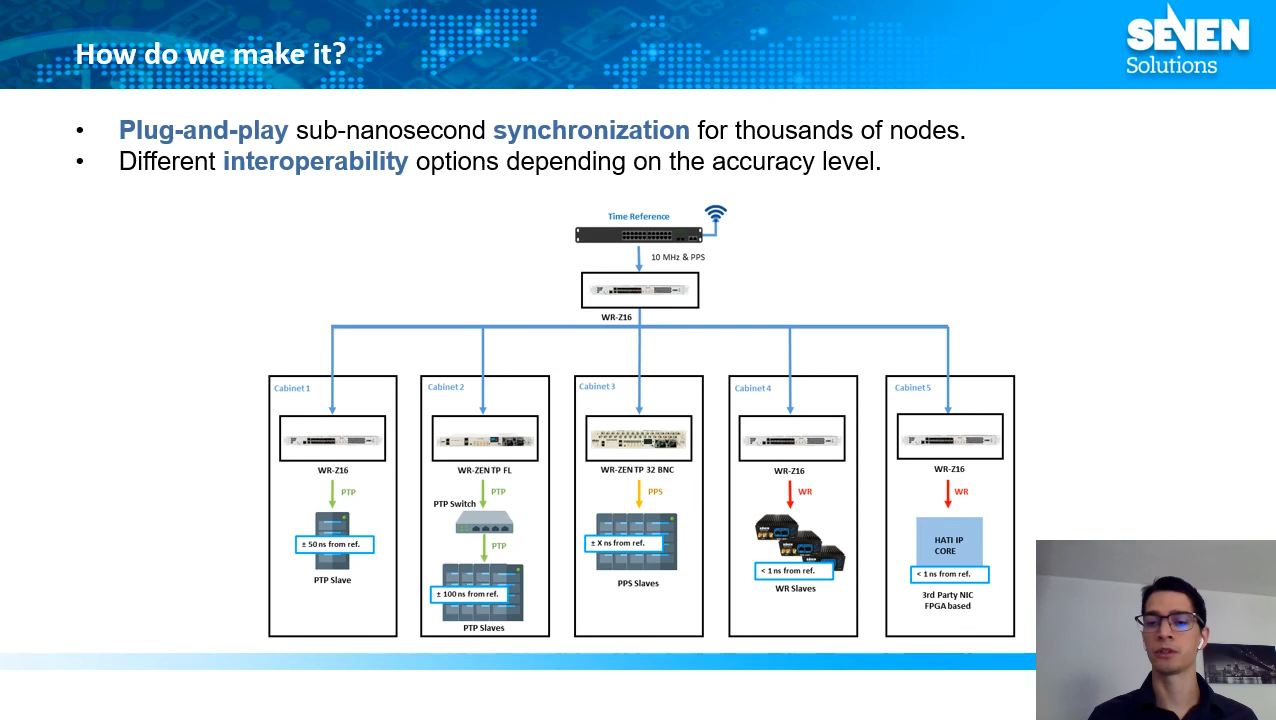 How do we make it?
SEVEN
Solutions
• Plug-and-play sub-nanosecond synchronization for thousands of nodes.
• Different interoperability options depending on the accuracy level.
Time Reference
10 MHz & PPS
WR-Z16
Cabinet 1
WR-Z16
PTP
± 50 ns from ref.
PTP Slave
Cabinet 2
WR-ZEN TP FL
PTP
PTP Switch
PTP
± 100 ns from ref.
PTP Slaves
Cabinet 3
WR-ZEN TP 32 BNC
PPS
± X ns from ref.
PPS Slaves
Cabinet 4
WR-Z16
WR
< 1 ns from ref.
WR Slaves
Cabinet 5
WR-Z16
WR
HATI IP
CORE
< 1 ns from ref.
3rd Party NIC
FPGA based